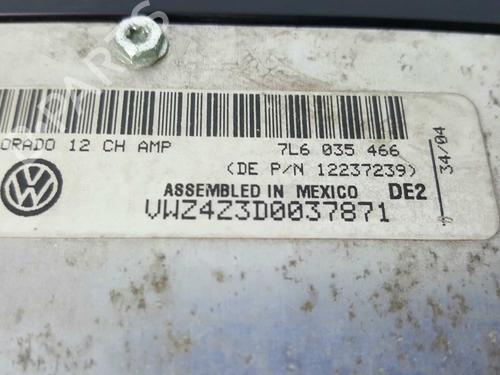 ORADO 12 CH AMP 7L6 035 466
(DE P/N 12237239)
ASSEMBLED IN MEXICO DE2
VWZ4Z3D0037871
34/04